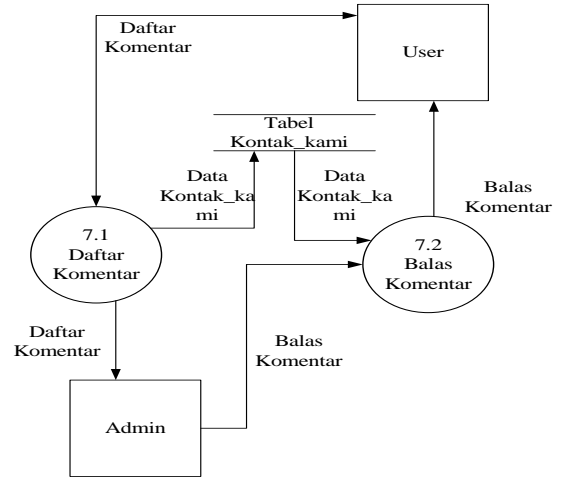 Daftar
Komentar
User
Tabel
Kontak_kami
Data
Kontak_ka
mi
Data
Kontak_ka
mi
Balas
Komentar
7.1
Daftar
Komentar
7.2
Balas
Komentar
Daftar
Komentar
Balas
Komentar
Admin